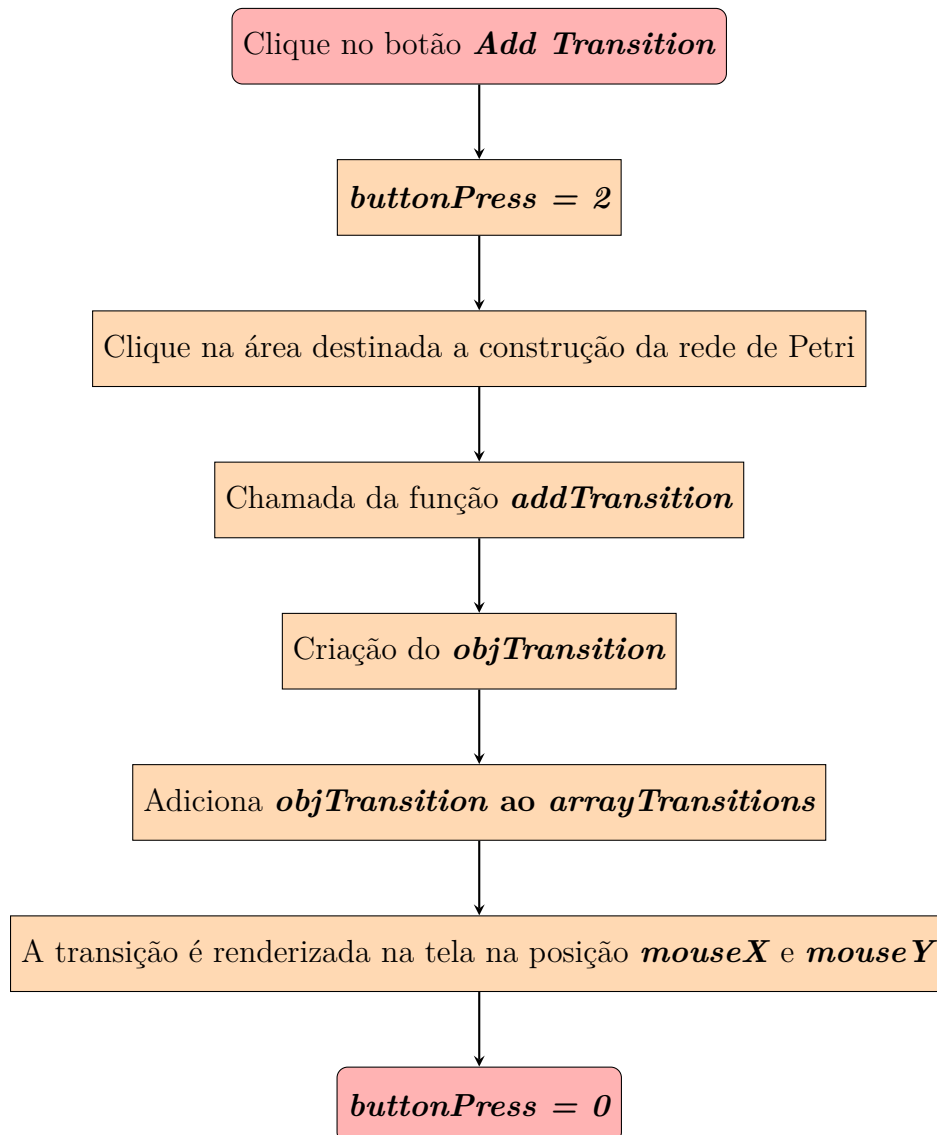 Clique no botão Add Transition
buttonPress = 2
Clique na área destinada a construção da rede de Petri
Chamada da função addTransition
Criação do objTransition
Adiciona objTransition ao arrayTransitions
A transição é renderizada na tela na posição mouseX e mouseY
buttonPress = 0